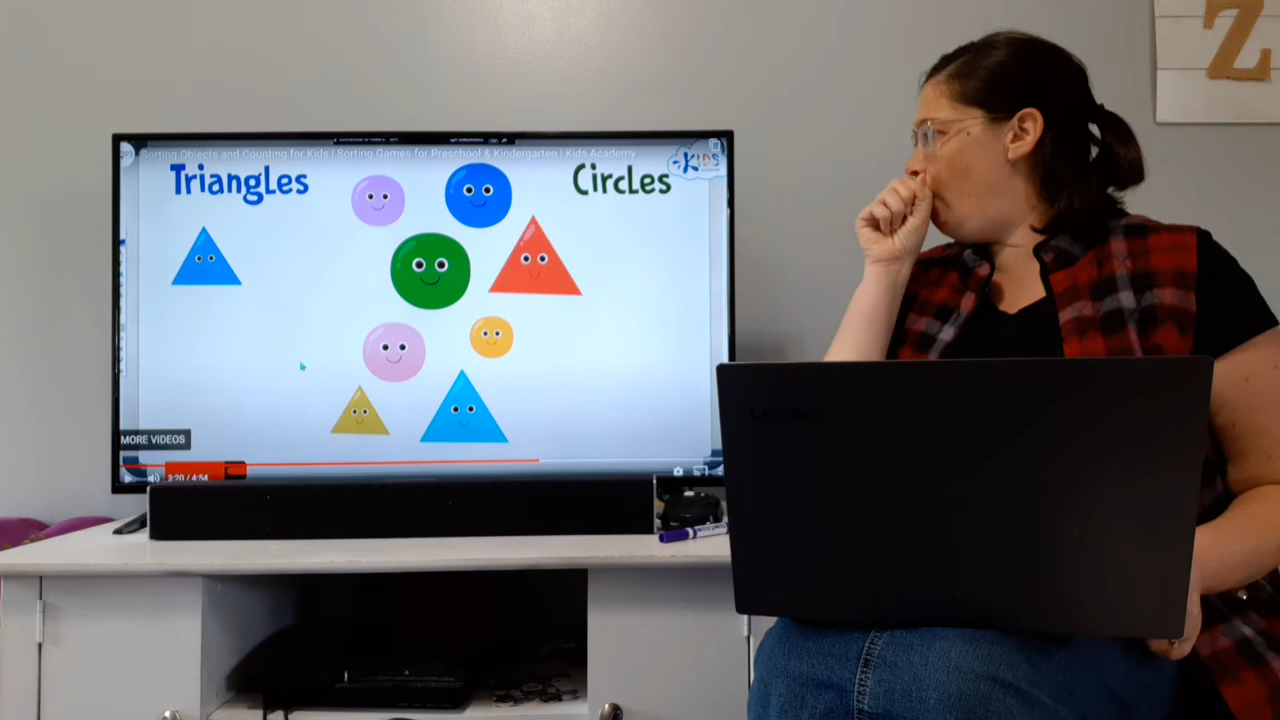 Sorting Objects and Counting for Kids | Sorting Games for Preschool & Kindergarten | Kids Academy
Triangles
Circles
KIDS
MORE VIDEOS
3:20 / 4:54
Z